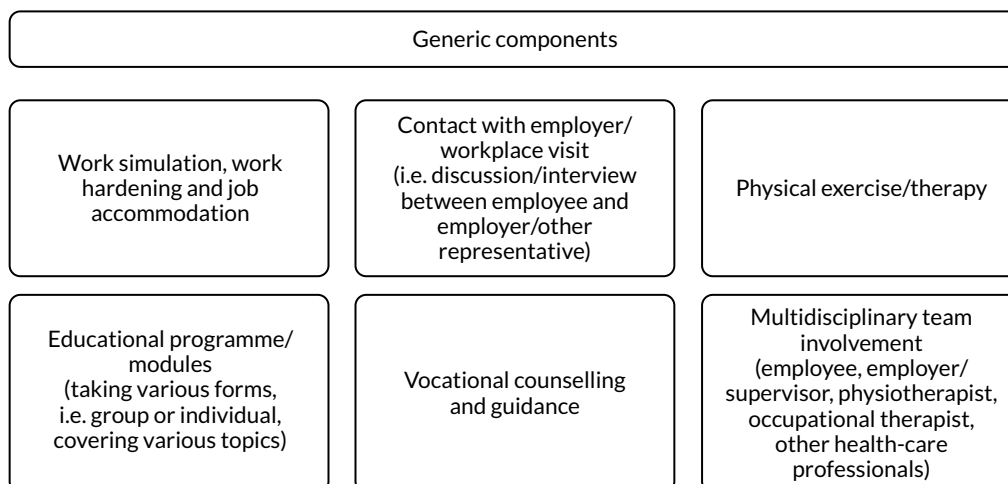 Generic components
Work simulation, work
hardening and job
accommodation
Contact with employer/
workplace visit
(i.e. discussion/interview
between employee and
employer/other
representative)
Physical exercise/therapy
Educational programme/
modules
(taking various forms,
i.e. group or individual,
covering various topics)
Vocational counselling
and guidance
Multidisciplinary team
involvement
(employee, employer/
supervisor, physiotherapist,
occupational therapist,
other health-care
professionals)